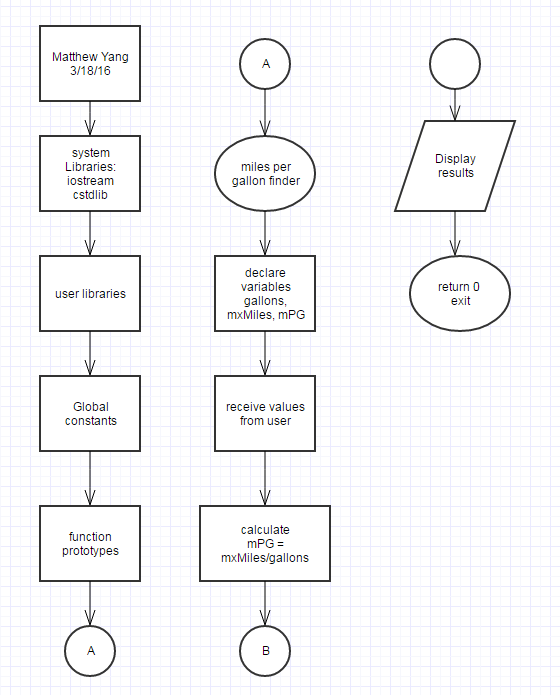 Matthew Yang
3/18/16
system
Libraries:
iostream
cstdlib
user libraries
Global
constants
function
prototypes
A
A
miles per
gallon finder
declare
variables
gallons,
mxMiles, mPG
receive values
from user
calculate
mPG =
mxMiles/gallons
B
Display
results
return 0
exit